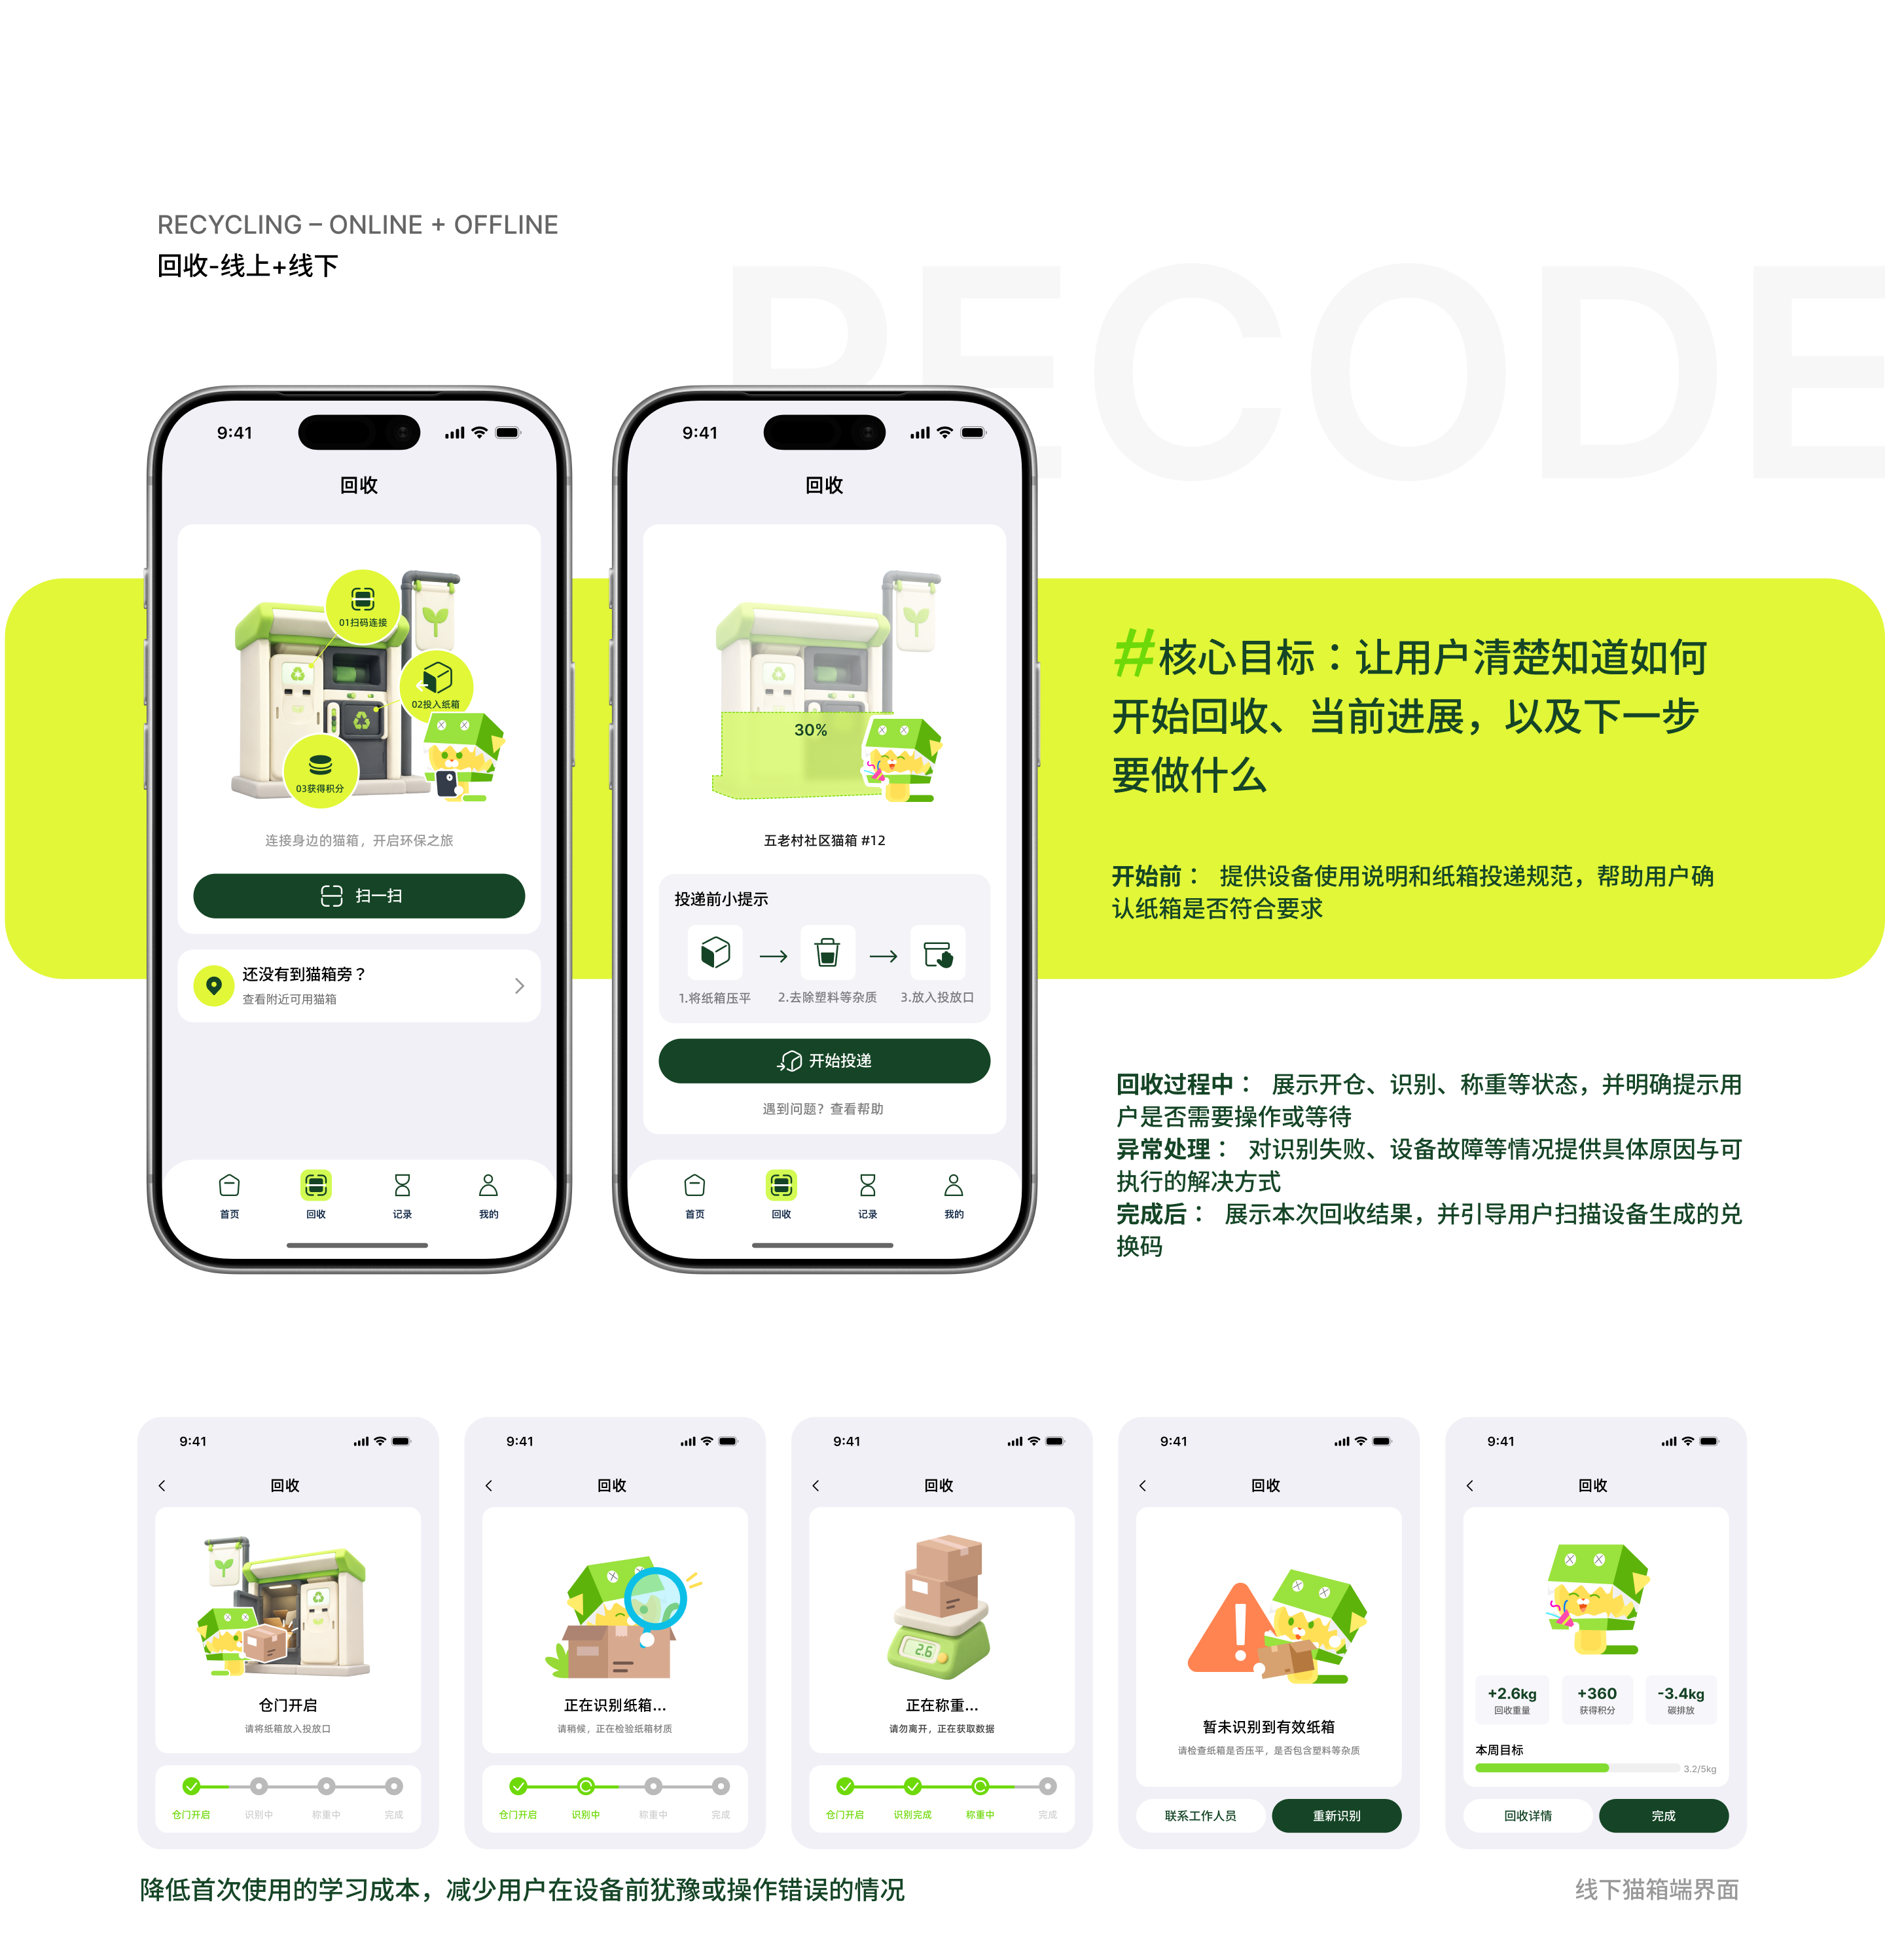 RECYCLING – ONLINE + OFFLINE
回收-线上+线下
RECODE
9:41
回收
01扫码连接
02投入纸箱
03获得积分
连接身边的猫箱，开启环保之旅
扫一扫
还没有到猫箱旁？
查看附近可用猫箱
首页
回收
记录
我的
9:41
回收
30%
五老村社区猫箱 #12
投递前小提示
1.将纸箱压平
2.去除塑料等杂质
3.放入投放口
开始投递
遇到问题？查看帮助
首页
回收
记录
我的
#核心目标：让用户清楚知道如何
开始回收、当前进展，以及下一步
要做什么
开始前： 提供设备使用说明和纸箱投递规范，帮助用户确
认纸箱是否符合要求
回收过程中： 展示开仓、识别、称重等状态，并明确提示用
户是否需要操作或等待
异常处理： 对识别失败、设备故障等情况提供具体原因与可
执行的解决方式
完成后： 展示本次回收结果，并引导用户扫描设备生成的兑
换码
9:41
回收
仓门开启
请将纸箱放入投放口
仓门开启
识别中
称重中
完成
9:41
回收
正在识别纸箱...
请稍候，正在检验纸箱材质
仓门开启
识别中
称重中
完成
9:41
回收
2.6
正在称重...
请勿离开，正在获取数据
仓门开启
识别完成
称重中
完成
9:41
回收
暂未识别到有效纸箱
请检查纸箱是否压平，是否包含塑料等杂质
联系工作人员
重新识别
9:41
回收
+2.6kg
回收重量
+360
获得积分
-3.4kg
碳排放
本周目标
3.2/5kg
回收详情
完成
降低首次使用的学习成本，减少用户在设备前犹豫或操作错误的情况
线下猫箱端界面